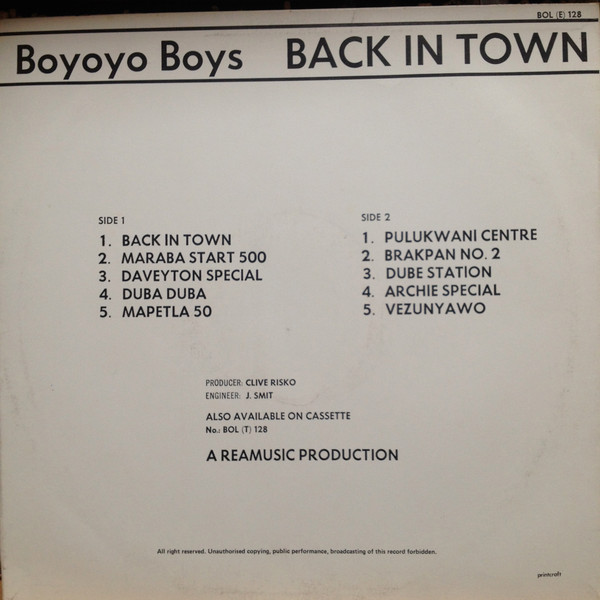 BOL (E) 128
Boyoyo Boys BACK IN TOWN
SIDE 1
1. BACK IN TOWN
2. MARABA START 500
3. DAVEYTON SPECIAL
4. DUBA DUBA
5. MAPETLA 50
SIDE 2
1. PULUKWANI CENTRE
2. BRAKPAN NO. 2
3. DUBE STATION
4. ARCHIE SPECIAL
5. VEZUNYAWO
PRODUCER: CLIVE RISKO
ENGINEER: J. SMIT
ALSO AVAILABLE ON CASSETTE
No.: BOL (T) 128
A REAMUSIC PRODUCTION
All right reserved. Unauthorised copying, public performance, broadcasting of this record forbidden.
printcraft